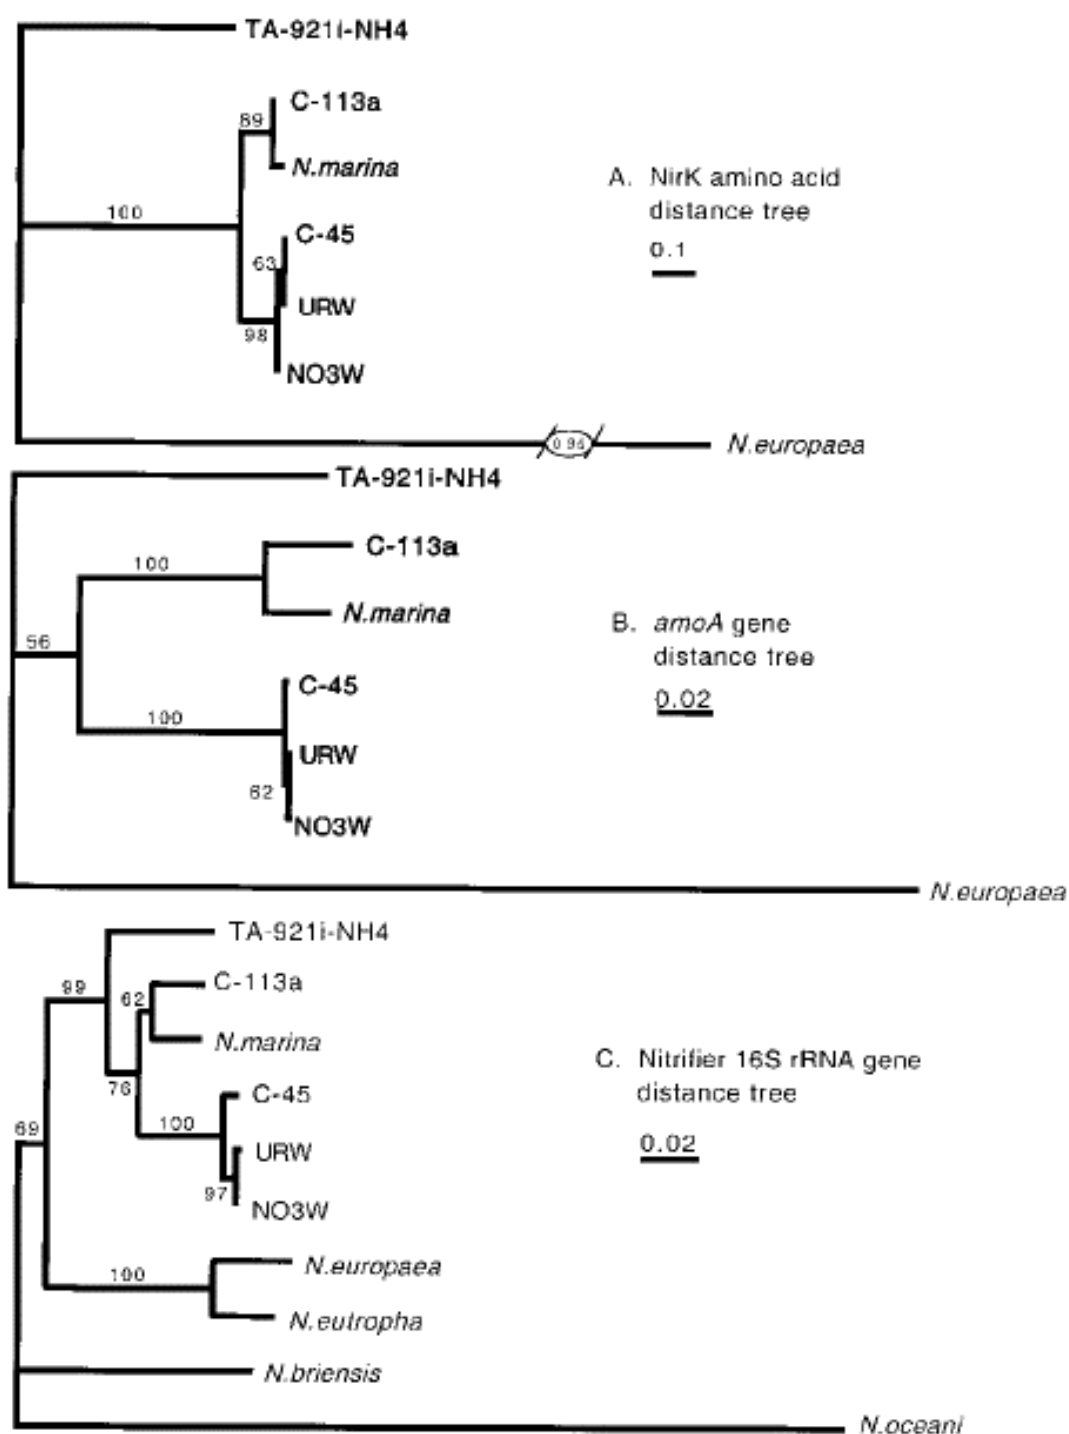 TA-921i-NH4
C-113a
89
N.marina
A. NirK amino acid
distance tree
0.1
100
C-45
63
URW
98
NO3W
0.94
N.europaea
TA-921i-NH4
C-113a
100
N.marina
B. amoA gene
distance tree
0.02
56
C-45
100
URW
62
NO3W
N.europaea
TA-921i-NH4
99
C-113a
62
N.marina
C. Nitrifier 16S rRNA gene
distance tree
0.02
76
C-45
100
69
URW
97
NO3W
N.europaea
100
N.eutropha
N.briensis
N.oceani